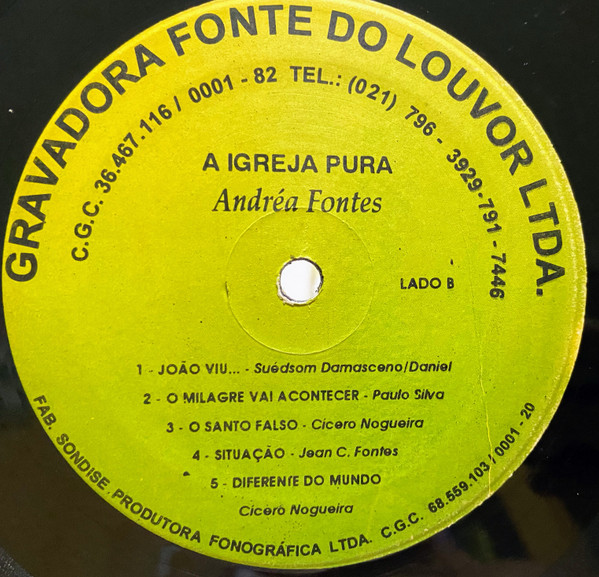 GRAVADORA FONTE DO LOUVOR LTDA.
C.G.C. 36.467.116 / 0001 - 82 TEL.: (021) 796 - 3929 - 791 - 7446
A IGREJA PURA
Andréa Fontes
LADO B
1 - JOÃO VIU... - Suédsom Damasceno/Daniel
2 - O MILAGRE VAI ACONTECER - Paulo Silva
3 - O SANTO FALSO - Cicero Nogueira
4 - SITUAÇÃO - Jean C. Fontes
5 - DIFERENTE DO MUNDO
Cicero Nogueira
FAB. SONDISE PRODUTORA FONOGRÁFICA LTDA. C.G.C. 68.559.103 / 0001 - 20